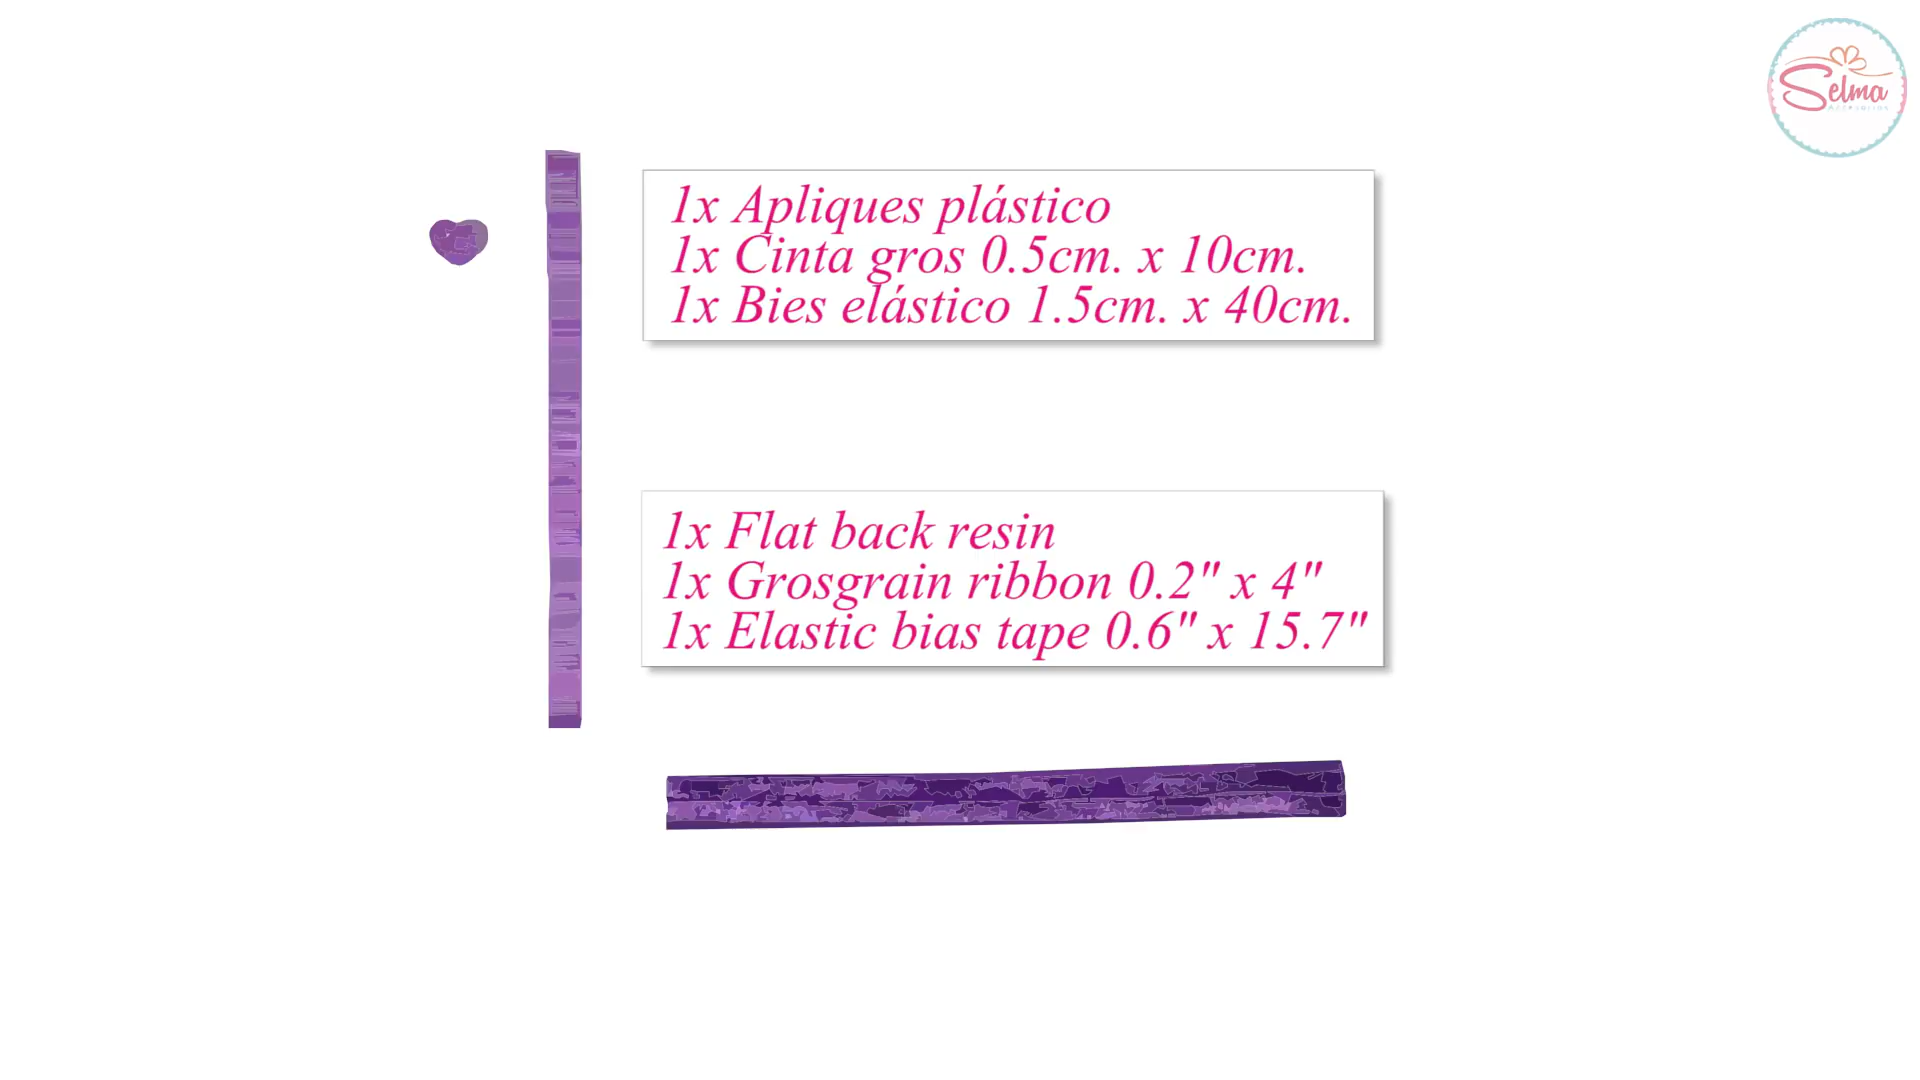 Selma
Accesorios
1x Apliques plástico
1x Cinta gros 0.5cm. x 10cm.
1x Bies elástico 1.5cm. x 40cm.
1x Flat back resin
1x Grosgrain ribbon 0.2" x 4"
1x Elastic bias tape 0.6" x 15.7"